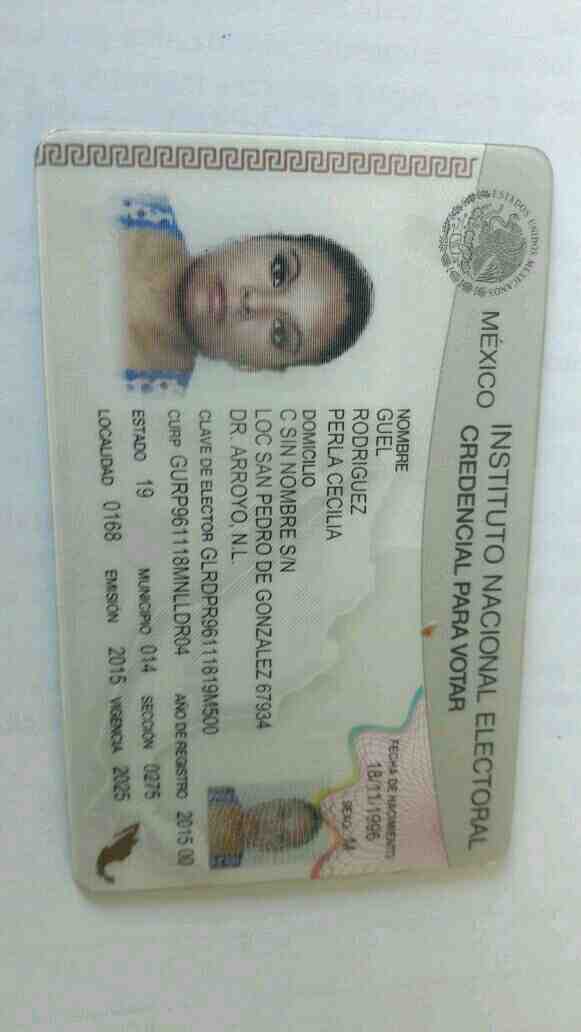 ESTADOS UNIDOS MEXICANOS
MÉXICO INSTITUTO NACIONAL ELECTORAL
CREDENCIAL PARA VOTAR
NOMBRE
GUEL
RODRIGUEZ
PERLA CECILIA
FECHA DE NACIMIENTO
18/11/1996
SEXO M
DOMICILIO
C SIN NOMBRE S/N
LOC SAN PEDRO DE GONZALEZ 67934
DR. ARROYO, N.L.
CLAVE DE ELECTOR GLRDPR96111819M500
CURP GURP961118MNLLDR04 AÑO DE REGISTRO 2015 00
ESTADO 19 MUNICIPIO 014 SECCIÓN 0275
LOCALIDAD 0168 EMISIÓN 2015 VIGENCIA 2025